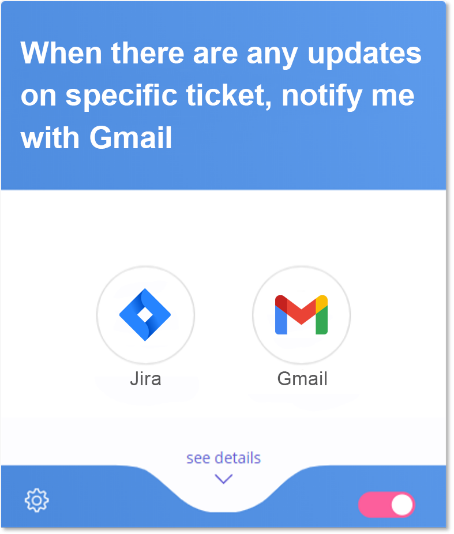 When there are any updates
on specific ticket, notify me
with Gmail
Jira
Gmail
see details